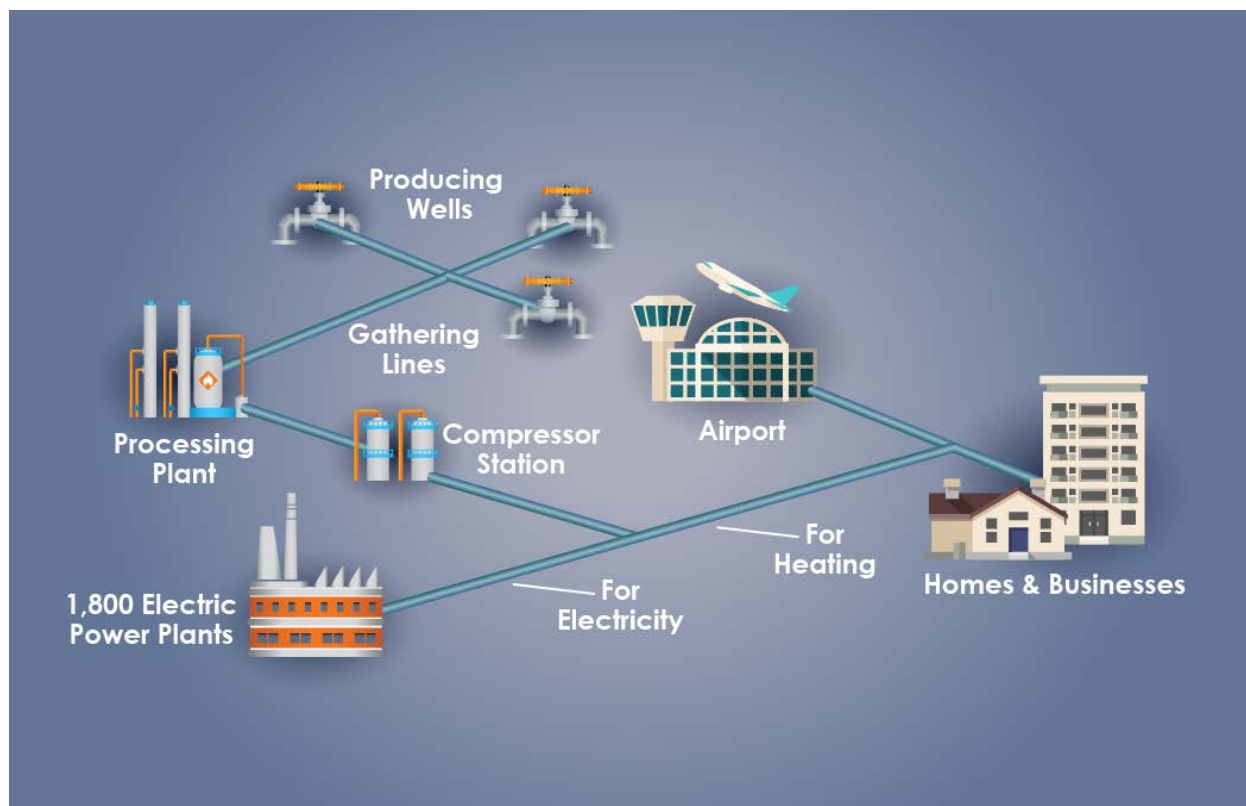 Producing
Wells
Gathering
Lines
Processing
Plant
Compressor
Station
Airport
For
Heating
Homes & Businesses
For
Electricity
1,800 Electric
Power Plants